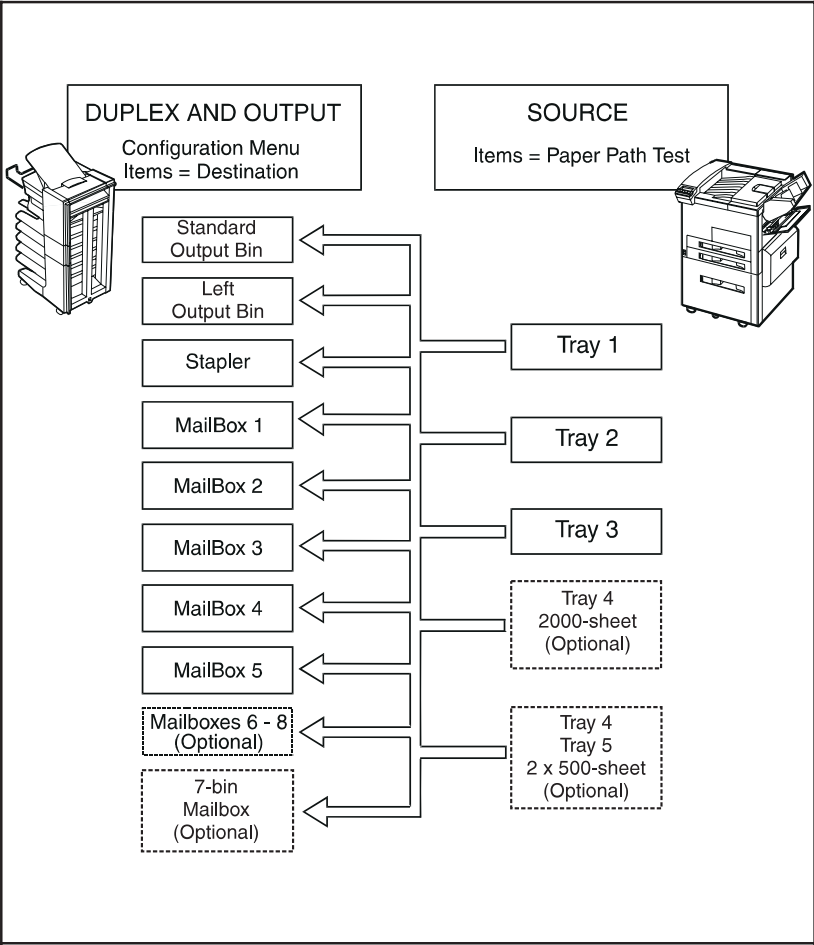 DUPLEX AND OUTPUT
Configuration Menu
Items = Destination
SOURCE
Items = Paper Path Test
Standard
Output Bin
Left
Output Bin
Stapler
MailBox 1
MailBox 2
MailBox 3
MailBox 4
MailBox 5
Mailboxes 6 - 8
(Optional)
7-bin
Mailbox
(Optional)
Tray 1
Tray 2
Tray 3
Tray 4
2000-sheet
(Optional)
Tray 4
Tray 5
2 x 500-sheet
(Optional)